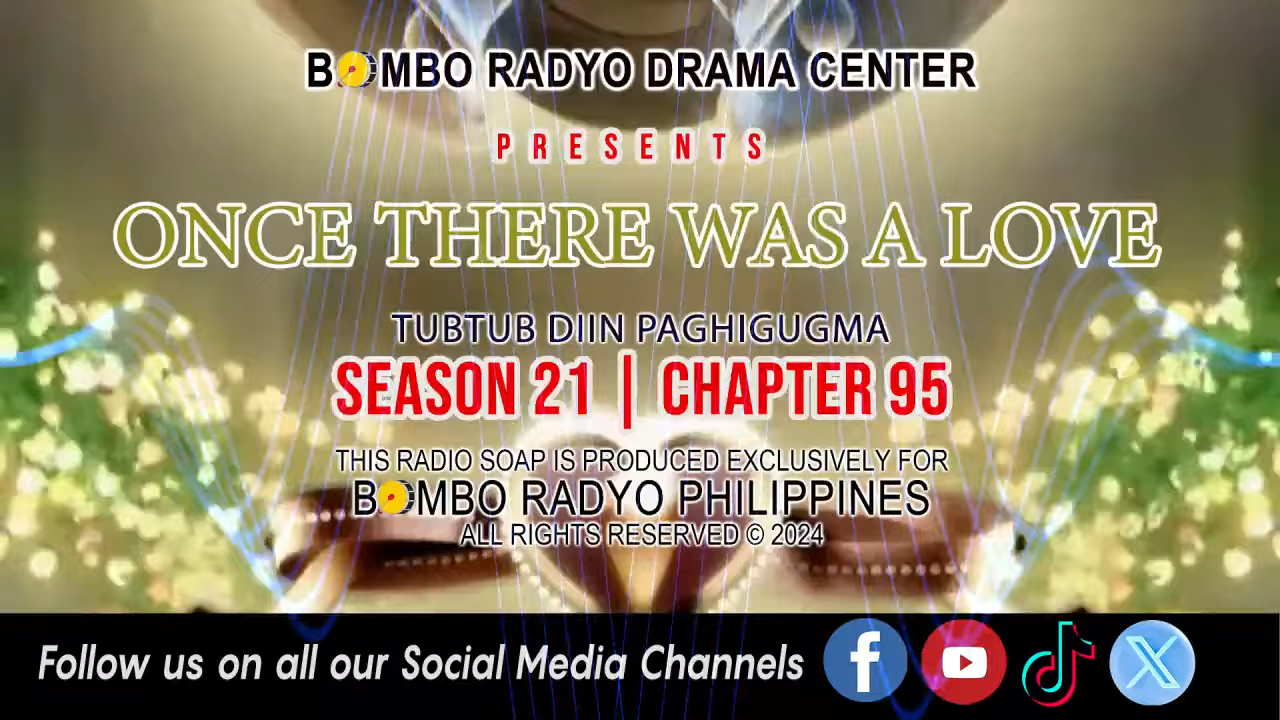 BOMBO RADYO DRAMA CENTER
PRESENTS
ONCE THERE WAS A LOVE
TUBTUB DIIN PAGHIGUGMA
SEASON 21 | CHAPTER 95
THIS RADIO SOAP IS PRODUCED EXCLUSIVELY FOR
BOMBO RADYO PHILIPPINES
ALL RIGHTS RESERVED © 2024
Follow us on all our Social Media Channels